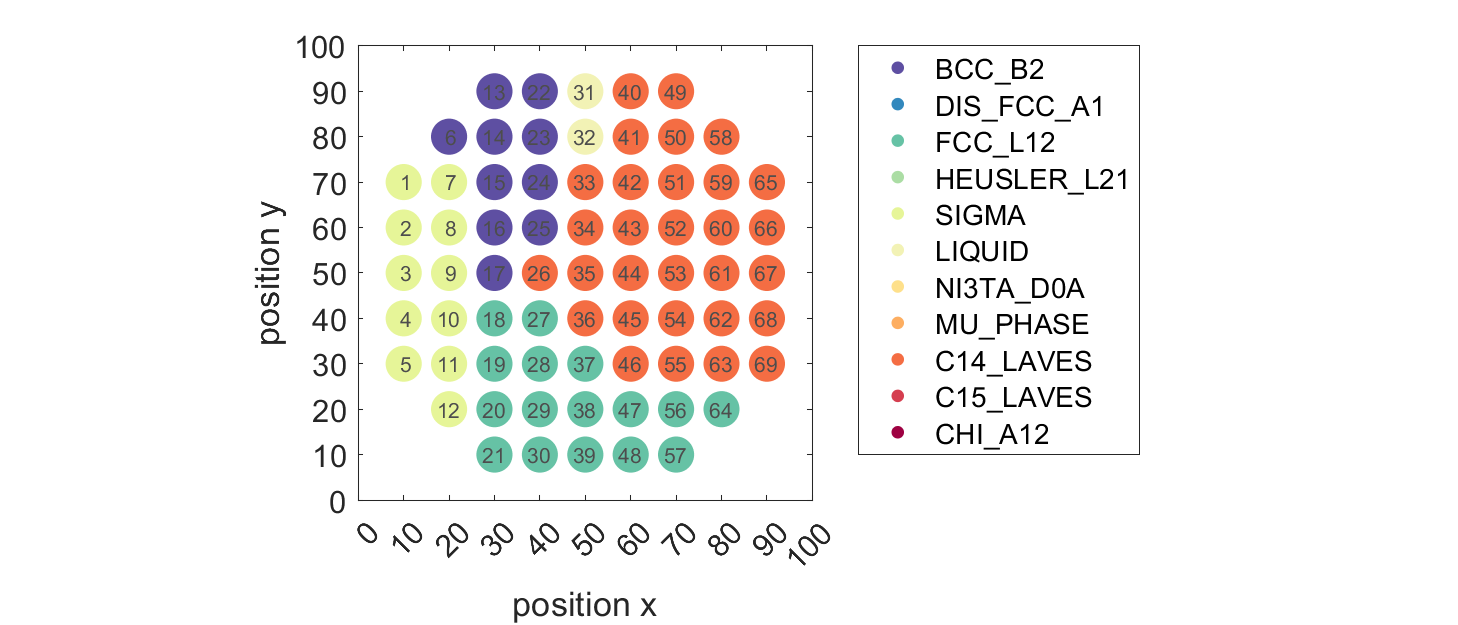 100
90 13 22 31 40 49
80 6 14 23 32 41 50 58
70 1 7 15 24 33 42 51 59 65
60 2 8 16 25 34 43 52 60 66
50 3 9 17 26 35 44 53 61 67
40 4 10 18 27 36 45 54 62 68
30 5 11 19 28 37 46 55 63 69
20 12 20 29 38 47 56 64
10 21 30 39 48 57
0
position y
0 10 20 30 40 50 60 70 80 90 100
position x
BCC_B2
DIS_FCC_A1
FCC_L12
HEUSLER_L21
SIGMA
LIQUID
NI3TA_D0A
MU_PHASE
C14_LAVES
C15_LAVES
CHI_A12